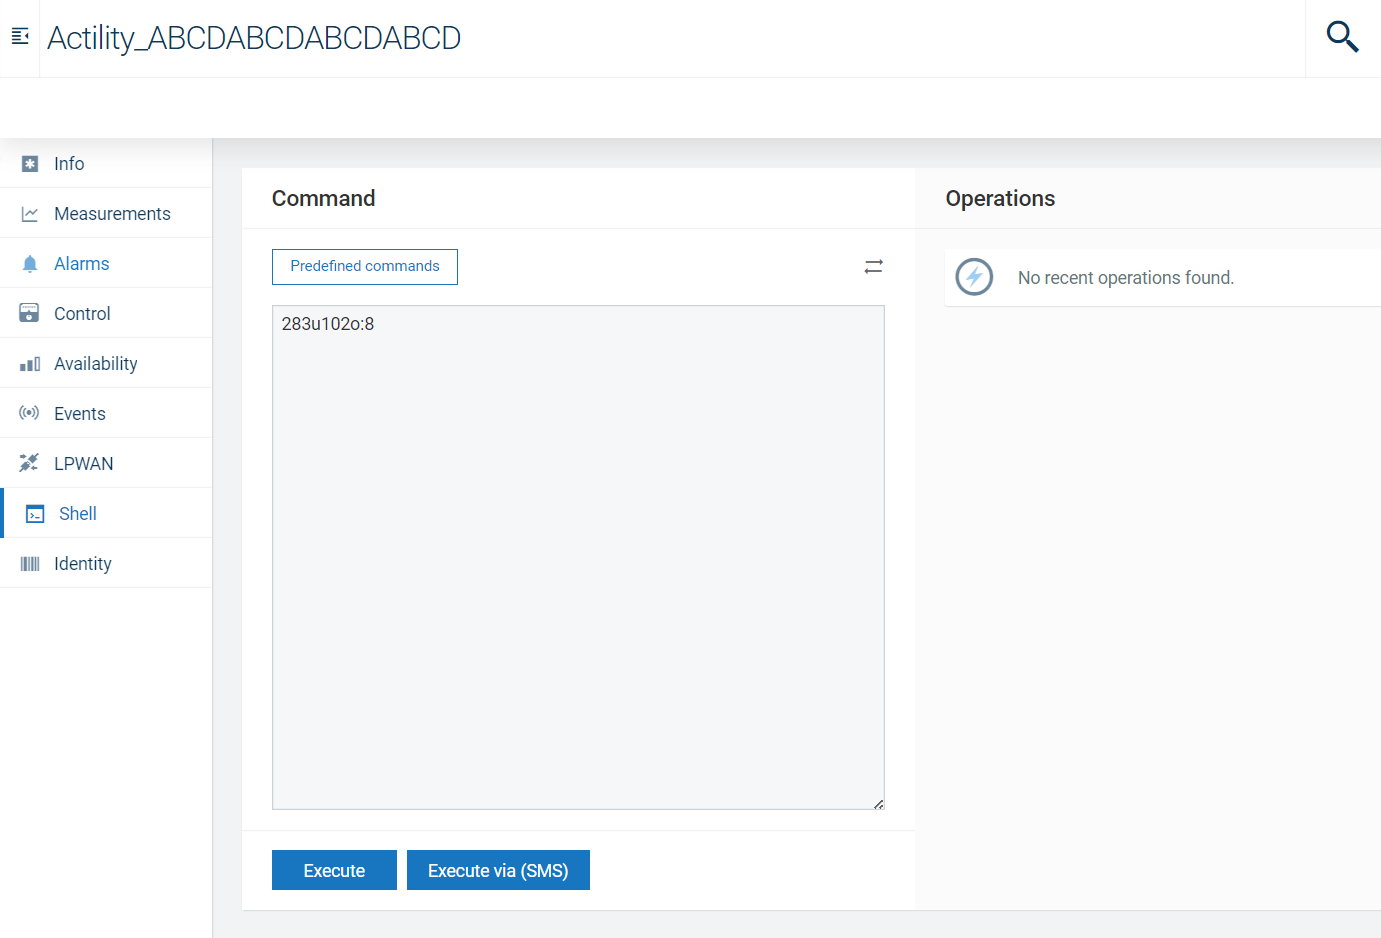 Actility_ABCDABCDABCDABCD
Info
Measurements
Alarms
Control
Availability
Events
LPWAN
Shell
Identity
Command
Predefined commands
283u102o:8
Execute
Execute via (SMS)
Operations
No recent operations found.